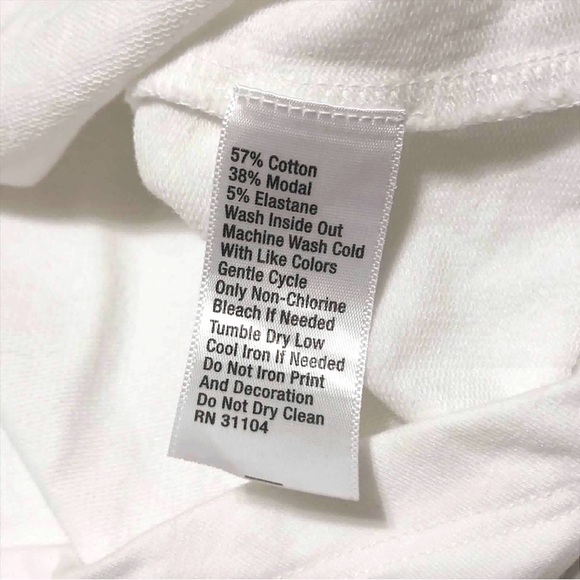 57% Cotton
38% Modal
5% Elastane
Wash Inside Out
Machine Wash Cold
With Like Colors
Gentle Cycle
Only Non-Chlorine
Bleach If Needed
Tumble Dry Low
Cool Iron If Needed
Do Not Iron Print
And Decoration
Do Not Dry Clean
RN 31104